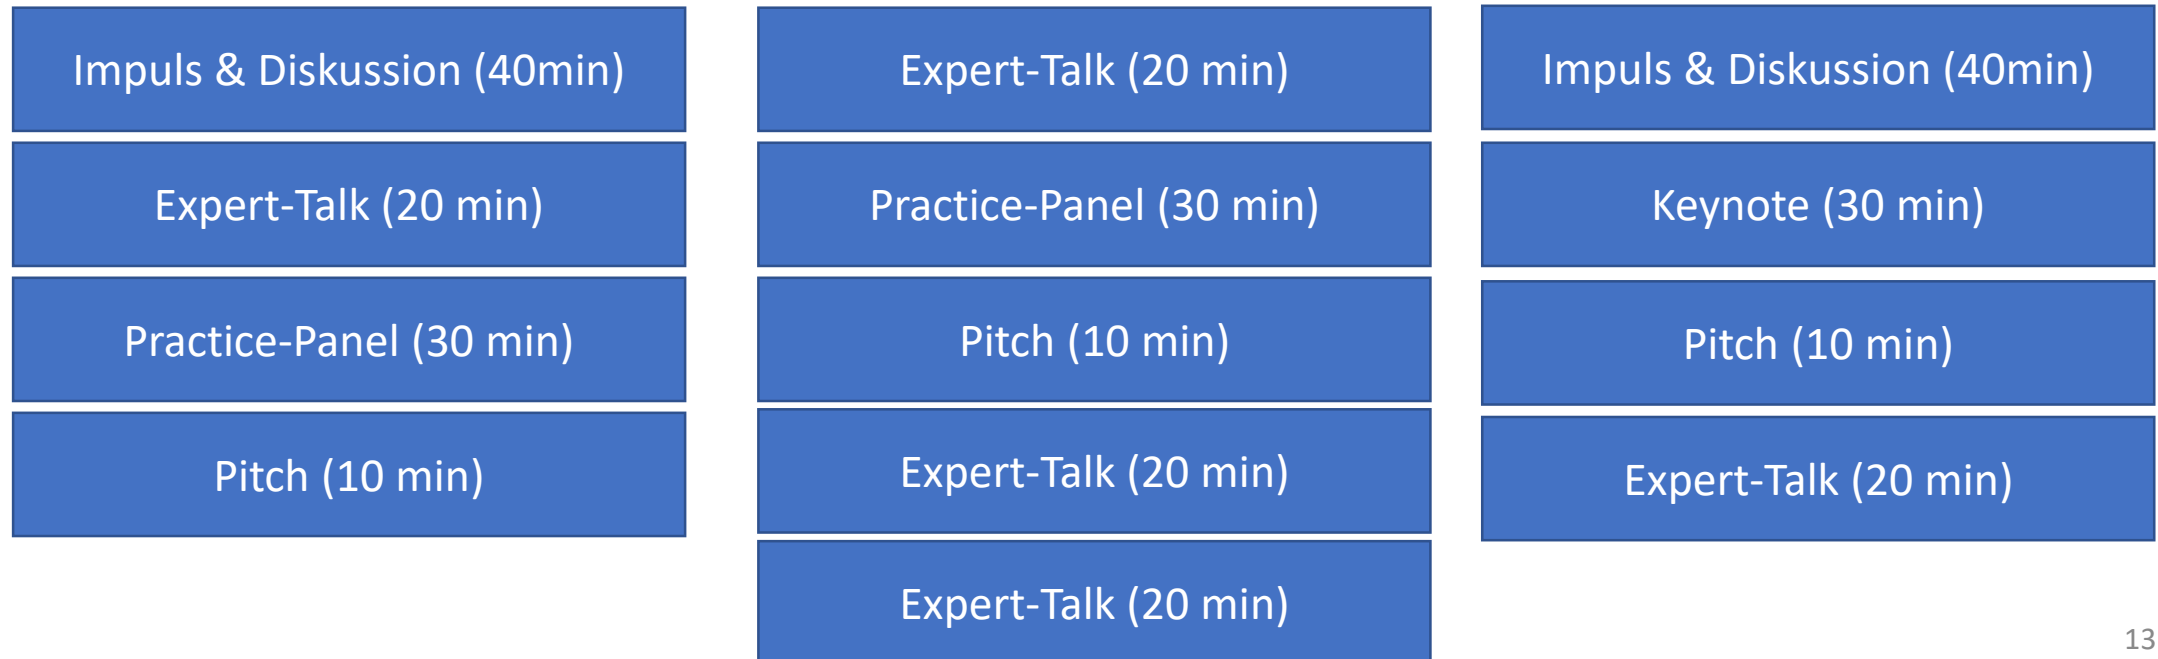 Impuls & Diskussion (40min)
Expert-Talk (20 min)
Practice-Panel (30 min)
Pitch (10 min)
Expert-Talk (20 min)
Practice-Panel (30 min)
Pitch (10 min)
Expert-Talk (20 min)
Expert-Talk (20 min)
Impuls & Diskussion (40min)
Keynote (30 min)
Pitch (10 min)
Expert-Talk (20 min)
13